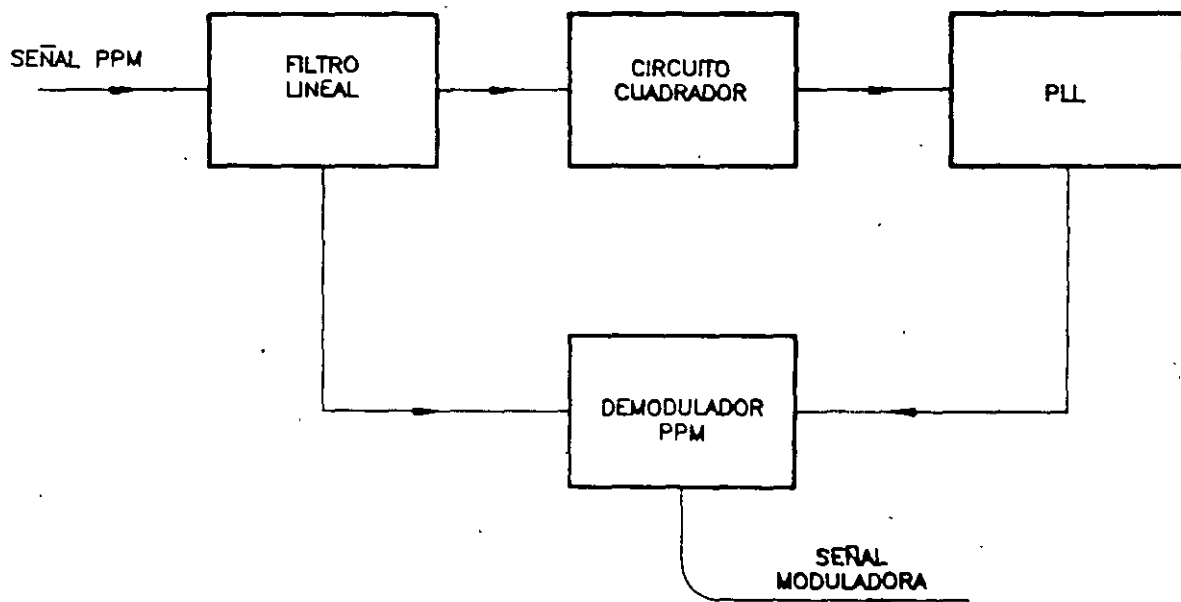 SEÑAL PPM
FILTRO
LINEAL
CIRCUITO
CUADRADOR
PLL
DEMODULADOR
PPM
SEÑAL
MODULADORA